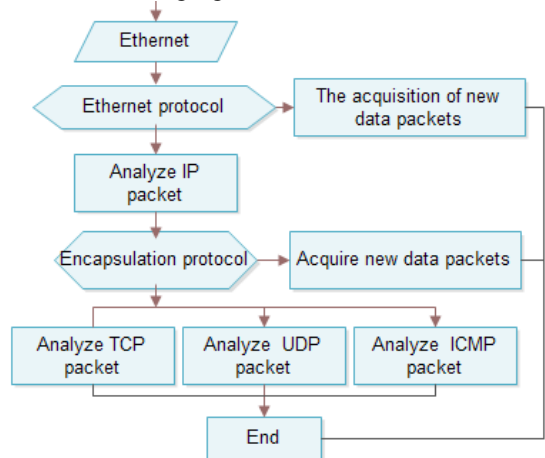 Ethernet
Ethernet protocol
The acquisition of new
data packets
Analyze IP
packet
Encapsulation protocol
Acquire new data packets
Analyze TCP
packet
Analyze UDP
packet
Analyze ICMP
packet
End